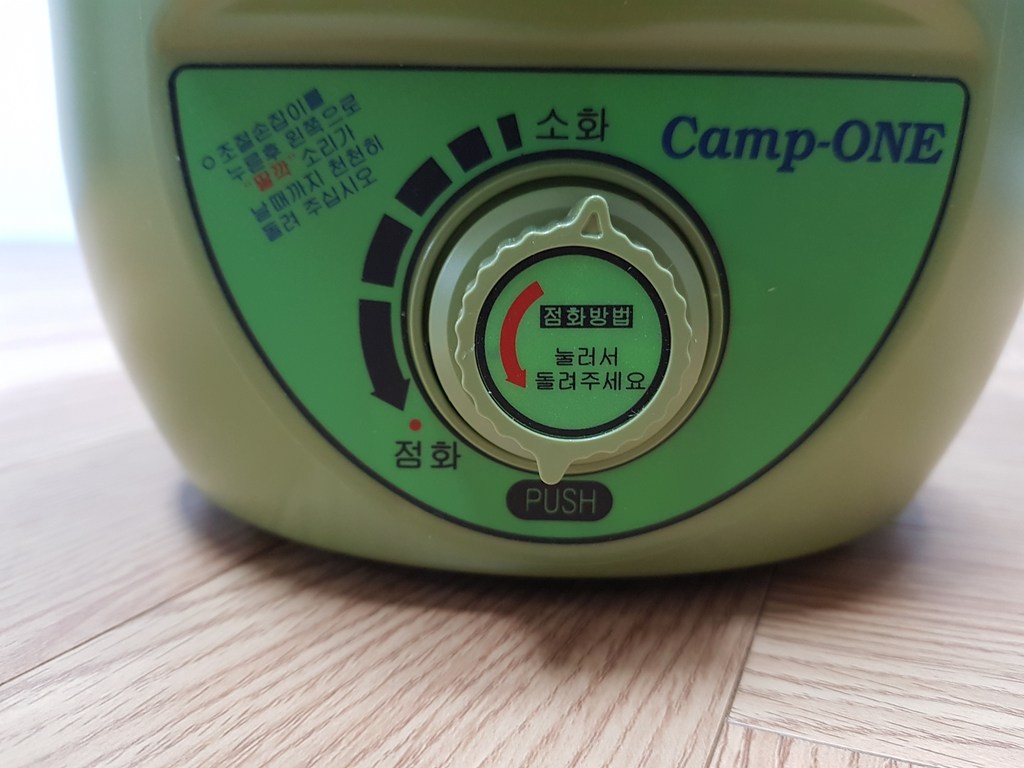 ○ 조절손잡이를
누른후 왼쪽으로
"딸깍" 소리가
날때까지 천천히
돌려 주십시오
소화
Camp-ONE
점화방법
눌러서
돌려주세요
점화
PUSH